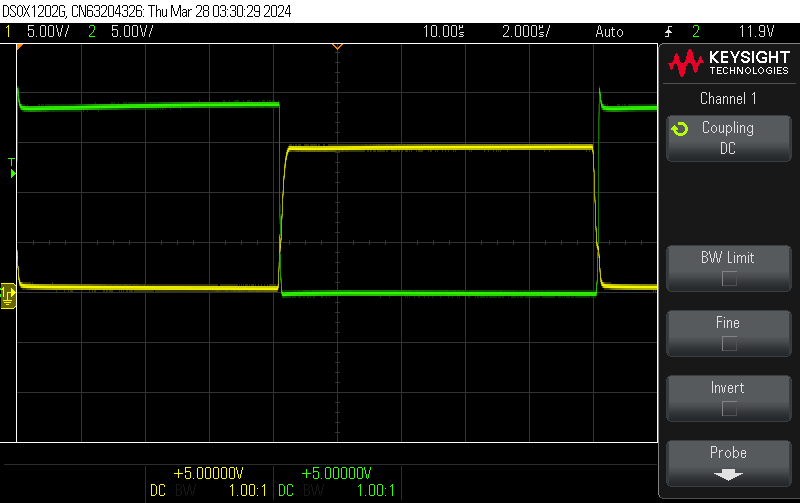 DSOX1202G, CN63204326: Thu Mar 28 03:30:29 2024
1 5.00V/ 2 5.00V/ 10.00s 2.000s/ Auto 2 11.9V
KEYSIGHT
TECHNOLOGIES
Channel 1
Coupling
DC
T
1
BW Limit
Fine
Invert
Probe
+5.00000V +5.00000V
DC BW 1.00:1 DC BW 1.00:1